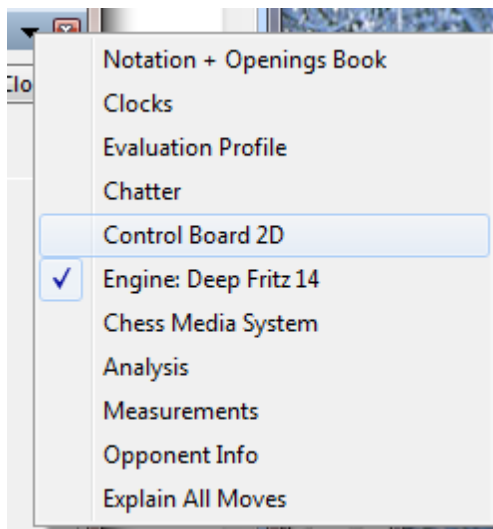 Clo
Notation + Openings Book
Clocks
Evaluation Profile
Chatter
Control Board 2D
Engine: Deep Fritz 14
Chess Media System
Analysis
Measurements
Opponent Info
Explain All Moves